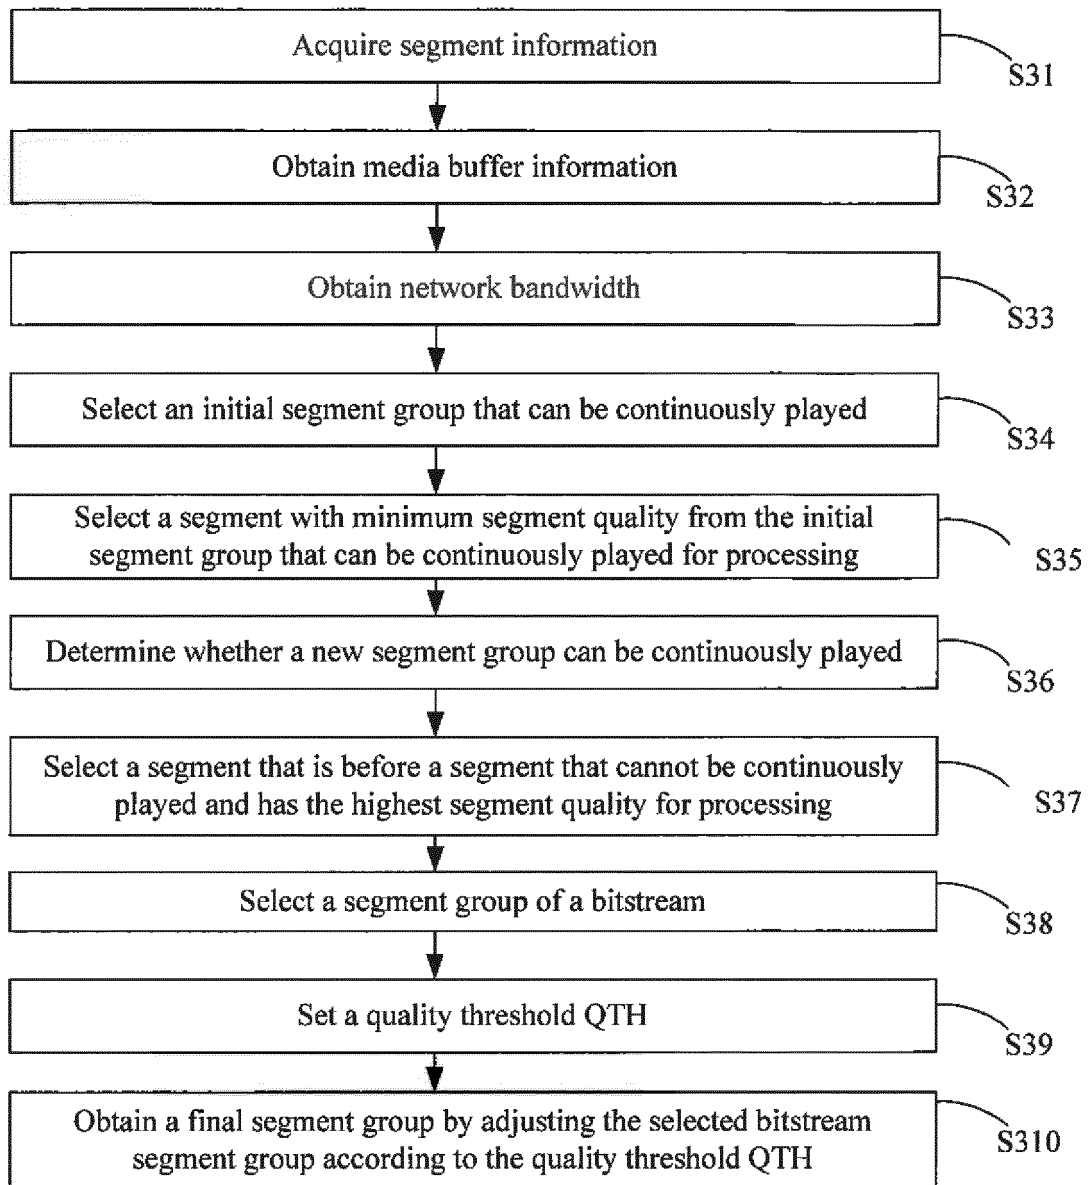 Acquire segment information
S31
Obtain media buffer information
S32
Obtain network bandwidth
S33
Select an initial segment group that can be continuously played
S34
Select a segment with minimum segment quality from the initial
segment group that can be continuously played for processing
S35
Determine whether a new segment group can be continuously played
S36
Select a segment that is before a segment that cannot be continuously
played and has the highest segment quality for processing
S37
Select a segment group of a bitstream
S38
Set a quality threshold QTH
S39
Obtain a final segment group by adjusting the selected bitstream
segment group according to the quality threshold QTH
S310